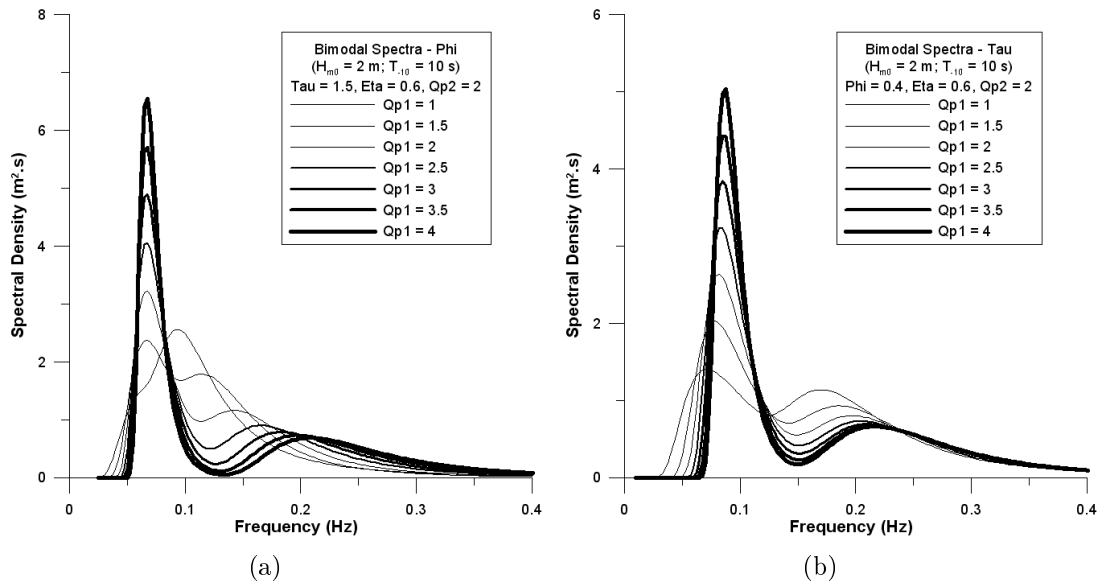 8
6
4
2
0
Spectral Density (m².s)
0
0.1
0.2
0.3
0.4
Frequency (Hz)
Bimodal Spectra - Phi
(Hm0 = 2 m; T-10 = 10 s)
Tau = 1.5, Eta = 0.6, Qp2 = 2
Qp1 = 1
Qp1 = 1.5
Qp1 = 2
Qp1 = 2.5
Qp1 = 3
Qp1 = 3.5
Qp1 = 4
(a)
6
4
2
0
Spectral Density (m².s)
0
0.1
0.2
0.3
0.4
Frequency (Hz)
Bimodal Spectra - Tau
(Hm0 = 2 m; T-10 = 10 s)
Phi = 0.4, Eta = 0.6, Qp2 = 2
Qp1 = 1
Qp1 = 1.5
Qp1 = 2
Qp1 = 2.5
Qp1 = 3
Qp1 = 3.5
Qp1 = 4
(b)